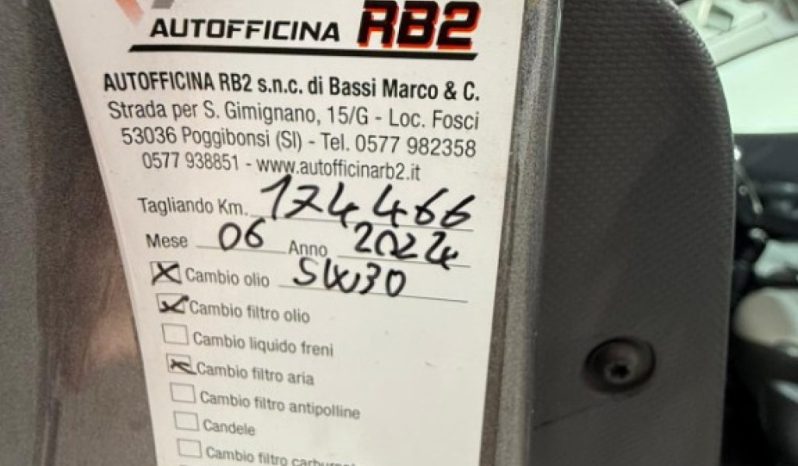 AUTOFFICINA RB2
AUTOFFICINA RB2 s.n.c. di Bassi Marco & C.
Strada per S. Gimignano, 15/G - Loc. Fosci
53036 Poggibonsi (SI) - Tel. 0577 982358
0577 938851 - www.autofficinarb2.it
Tagliando Km. 174466
Mese 06 Anno 2024
Cambio olio 5W30
Cambio filtro olio
Cambio liquido freni
Cambio filtro aria
Cambio filtro antipolline
Candele
Cambio filtro